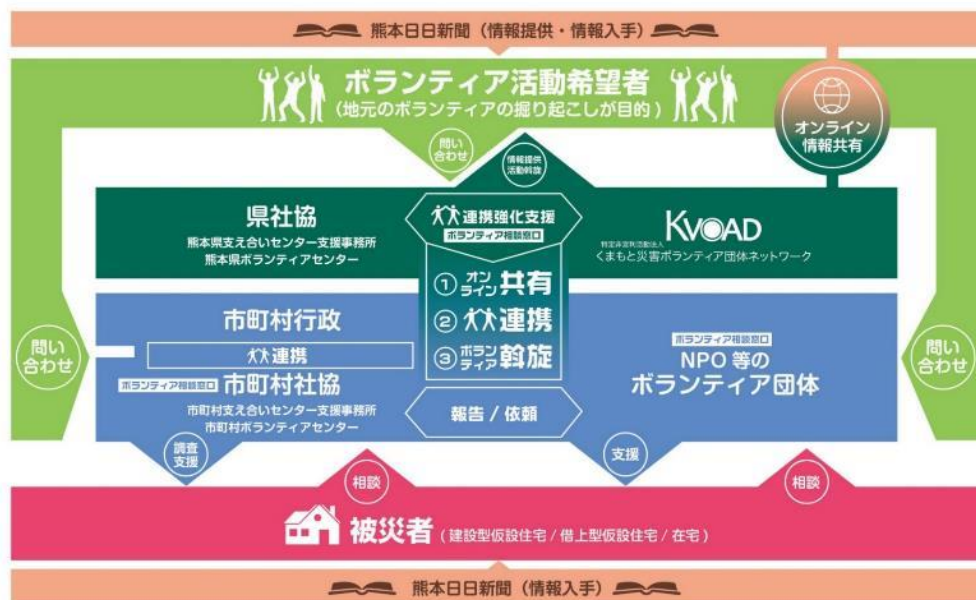 熊本日日新聞（情報提供・情報入手）
ボランティア活動希望者
（地元のボランティアの掘り起こしが目的）
オンライン
情報共有
問い
合わせ
情報提供
活動斡旋
県社協
熊本県支え合いセンター支援事務所
熊本県ボランティアセンター
連携強化支援
ボランティア相談窓口
KVOAD
特定非営利活動法人
くまもと災害ボランティア団体ネットワーク
① オンライン 共有
② 連携
③ ボランティア 斡旋
市町村行政
連携
ボランティア相談窓口 市町村社協
市町村支え合いセンター支援事務所
市町村ボランティアセンター
報告 / 依頼
ボランティア相談窓口
NPO 等の
ボランティア団体
問い
合わせ
問い
合わせ
調査
支援
相談
支援
相談
被災者（建設型仮設住宅 / 借上型仮設住宅 / 在宅）
熊本日日新聞（情報入手）